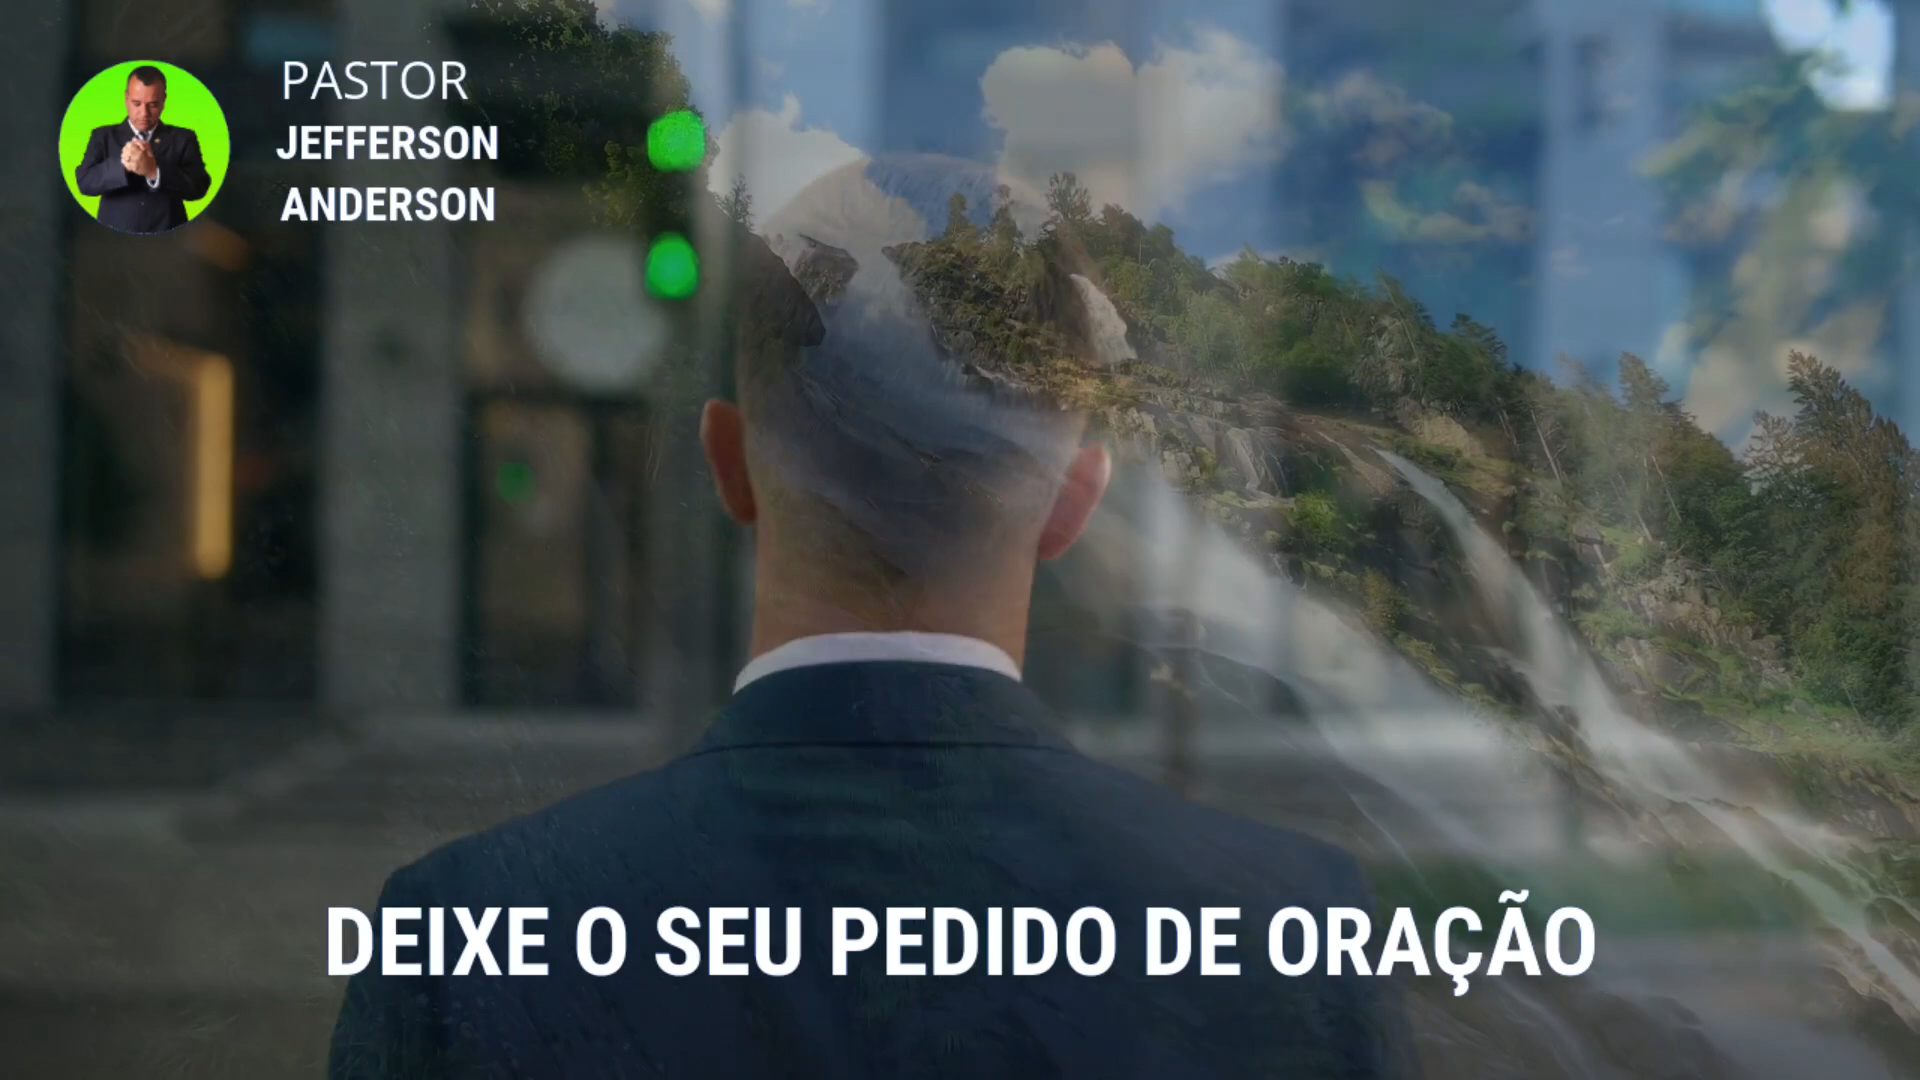 PASTOR
JEFFERSON
ANDERSON
DEIXE O SEU PEDIDO DE ORAÇÃO